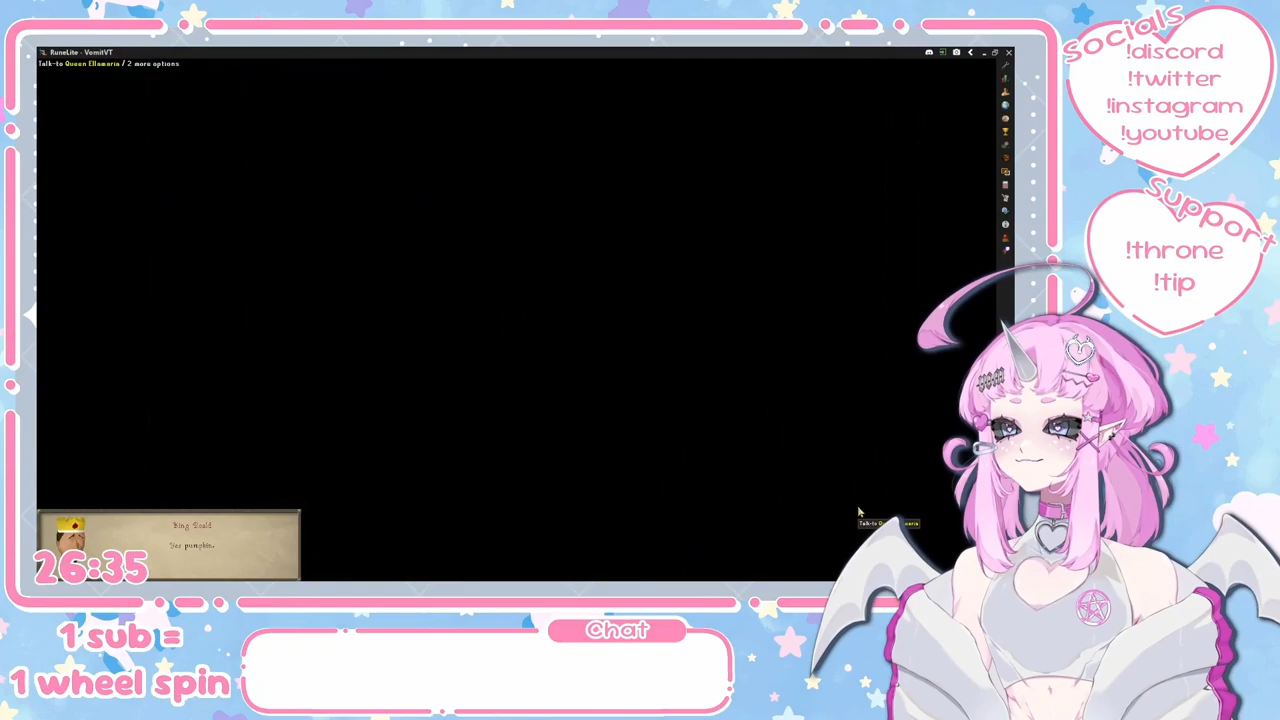 RuneLite - VomitVT
Talk-to Queen Ellamaria / 2 more options
Socials
!discord
!twitter
!instagram
!youtube
Support
!throne
!tip
King Roald
Yes pumpkin.
26:35
1 sub =
1 wheel spin
Chat